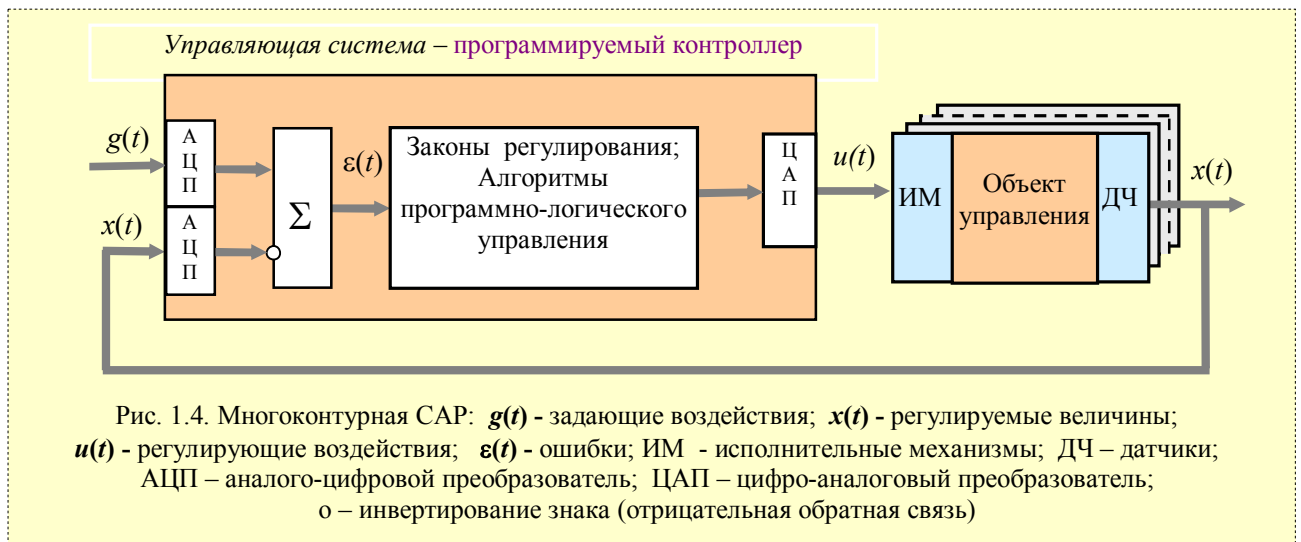 Управляющая система – программируемый контроллер
g(t)
x(t)
А
Ц
П
А
Ц
П
Σ
ε(t)
Законы регулирования;
Алгоритмы
программно-логического
управления
Ц
А
П
u(t)
ИМ
Объект
управления
ДЧ
x(t)
Рис. 1.4. Многоконтурная САР: g(t) - задающие воздействия; x(t) - регулируемые величины;
u(t) - регулирующие воздействия; ε(t) - ошибки; ИМ - исполнительные механизмы; ДЧ – датчики;
АЦП – аналого-цифровой преобразователь; ЦАП – цифро-аналоговый преобразователь;
о – инвертирование знака (отрицательная обратная связь)